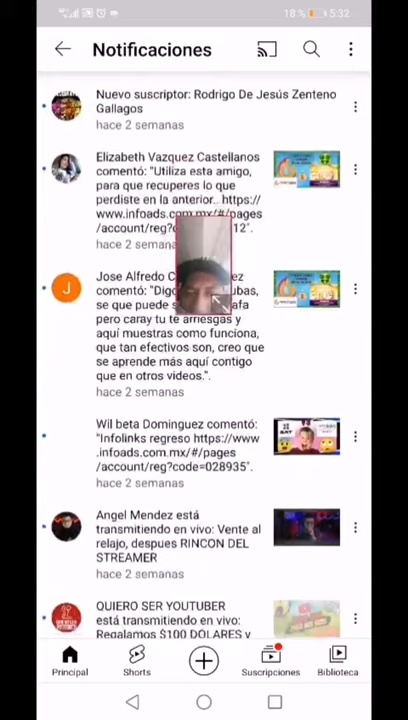 18 % 5:32
Notificaciones
Nuevo suscriptor: Rodrigo De Jesús Zenteno
Gallagos
hace 2 semanas
Elizabeth Vazquez Castellanos
comentó: "Utiliza esta amigo,
para que recuperes lo que
perdiste en la anterior.. https://
www.infoads.com.mx/#/pages
/account/reg? 12".
hace 2 semanas
Jose Alfredo
comentó:
se que puede
pero caray tu te arriesgas y
aquí muestras como funciona,
que tan efectivos son, creo que
se aprende más aquí contigo
que en otros videos.".
hace 2 semanas
Wil beta Dominguez comentó:
"Infolinks regreso https://www
.infoads.com.mx/#/pages
/account/reg?code=028935".
hace 2 semanas
Angel Mendez está
transmitiendo en vivo: Vente al
relajo, despues RINCON DEL
STREAMER
hace 2 semanas
QUIERO SER YOUTUBER
está transmitiendo en vivo:
Regalamos $100 DOLARES y
Principal
Shorts
Suscripciones
Biblioteca